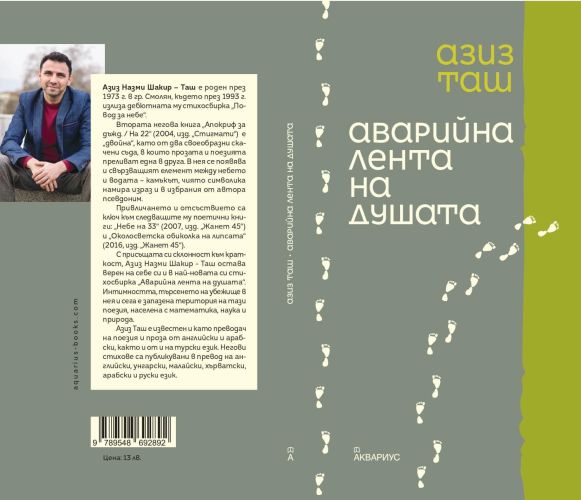 Азиз Назми Шакир – Таш е роден през
1973 г. в гр. Смолян, където през 1993 г.
излиза дебютната му стихосбирка „По-
вод за небе“.
Втората негова книга „Апокриф за
дъжд. / На 22“ (2004, изд. „Стигмати“) е
„двойна“, като от два своеобразни ска-
чени съда, в които прозата и поезията
преливат една в друга. В нея се появява
и свързващият елемент между небето
и водата – камъкът, чиято символика
намира израз и в избрания от автора
псевдоним.
Привличането и отсъствието са
ключ към следващите му поетични кни-
ги: „Небе на 33“ (2007, изд. „Жанет 45“)
и „Околосветска обиколка на липсата“
(2016, изд. „Жанет 45“).
С присъщата си склонност към крат-
кост, Азиз Назми Шакир - Таш остава
верен на себе си и в най-новата си сти-
хосбирка „Аварийна лента на душата“.
Интимността, търсенето на убежище в
нея и сега е запазена територия на тази
поезия, населена с математика, наука и
природа.
Азиз Таш е известен и като преводач
на поезия и проза от английски и араб-
ски, както и от и на турски език. Негови
стихове са публикувани в превод на ан-
глийски, унгарски, малайски, хърватски,
арабски и руски език.
aquarius-books.com
9 789548 692892
Цена: 13 лв.
АЗИЗ ТАШ • АВАРИЙНА ЛЕНТА НА ДУШАТА
А
АЗИЗ
ТАШ
АВАРИЙНА
ЛЕНТА
НА
ДУШАТА
АКВАРИУС